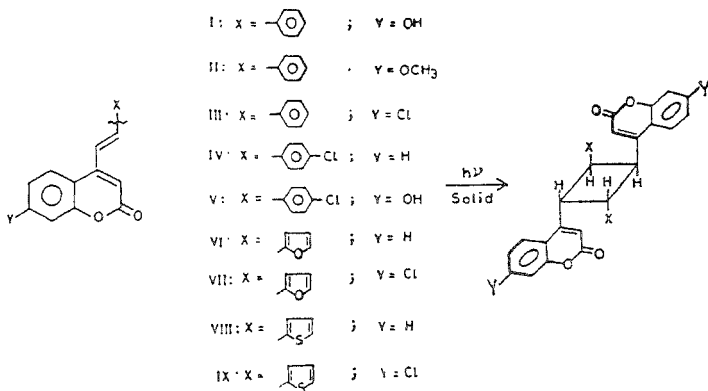 I: X = ; Y = OH
II: X = . Y = OCH3
III: X = ; Y = Cl
IV: X = Cl ; Y = H
V: X = Cl ; Y = OH
VI: X = O ; Y = H
VII: X = O ; Y = Cl
VIII: X = S ; Y = H
IX: X = S ; Y = Cl
X
Y O O
hν
Solid
Y
O O
X
H H H H
X
Y O O